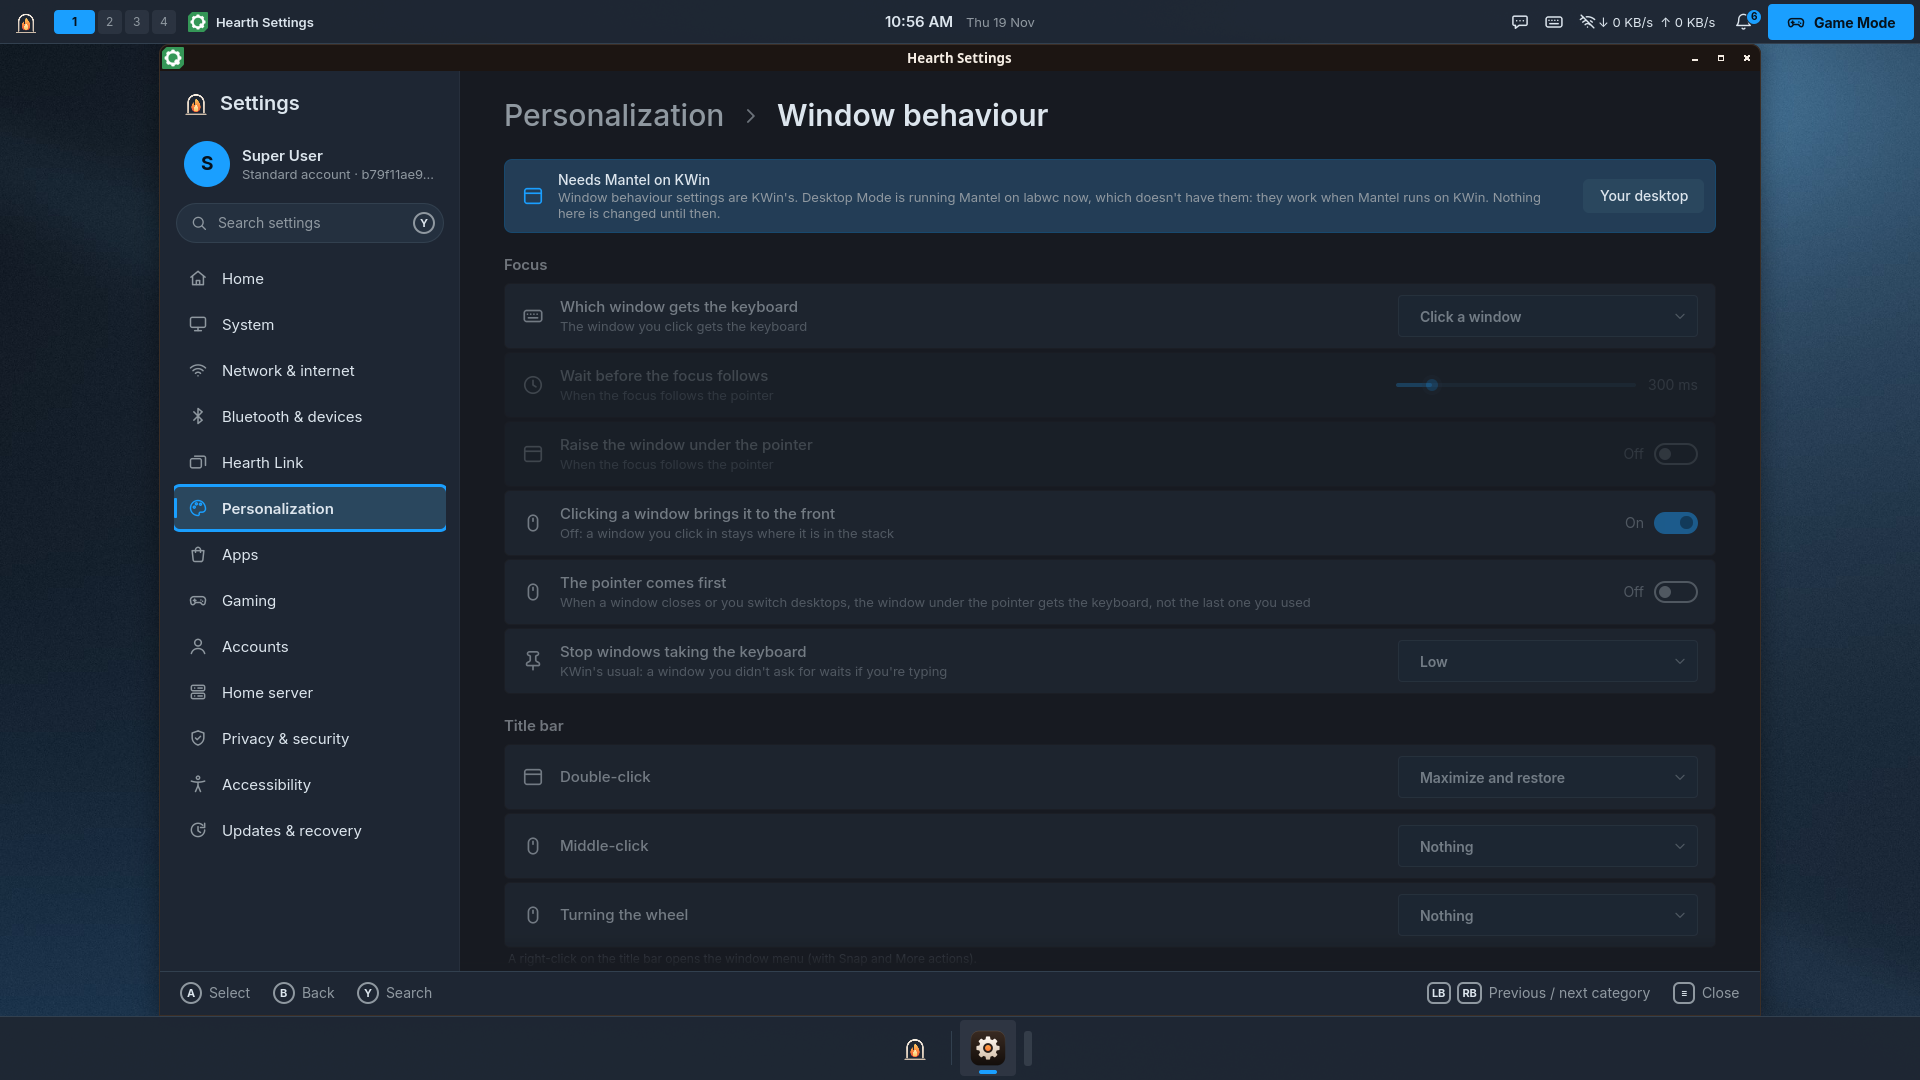 1 2 3 4 Hearth Settings
10:56 AM Thu 19 Nov
↓ 0 KB/s ↑ 0 KB/s 6 Game Mode
Hearth Settings
Settings
S
Super User
Standard account · b79f11ae9...
Search settings Y
Home
System
Network & internet
Bluetooth & devices
Hearth Link
Personalization
Apps
Gaming
Accounts
Home server
Privacy & security
Accessibility
Updates & recovery
Personalization > Window behaviour
Needs Mantel on KWin
Window behaviour settings are KWin's. Desktop Mode is running Mantel on labwc now, which doesn't have them: they work when Mantel runs on KWin. Nothing
here is changed until then.
Your desktop
Focus
Which window gets the keyboard
The window you click gets the keyboard
Click a window
Wait before the focus follows
When the focus follows the pointer
300 ms
Raise the window under the pointer
When the focus follows the pointer
Off
Clicking a window brings it to the front
Off: a window you click in stays where it is in the stack
On
The pointer comes first
When a window closes or you switch desktops, the window under the pointer gets the keyboard, not the last one you used
Off
Stop windows taking the keyboard
KWin's usual: a window you didn't ask for waits if you're typing
Low
Title bar
Double-click
Maximize and restore
Middle-click
Nothing
Turning the wheel
Nothing
A right-click on the title bar opens the window menu (with Snap and More actions).
A Select B Back Y Search
LB RB Previous / next category ≡ Close